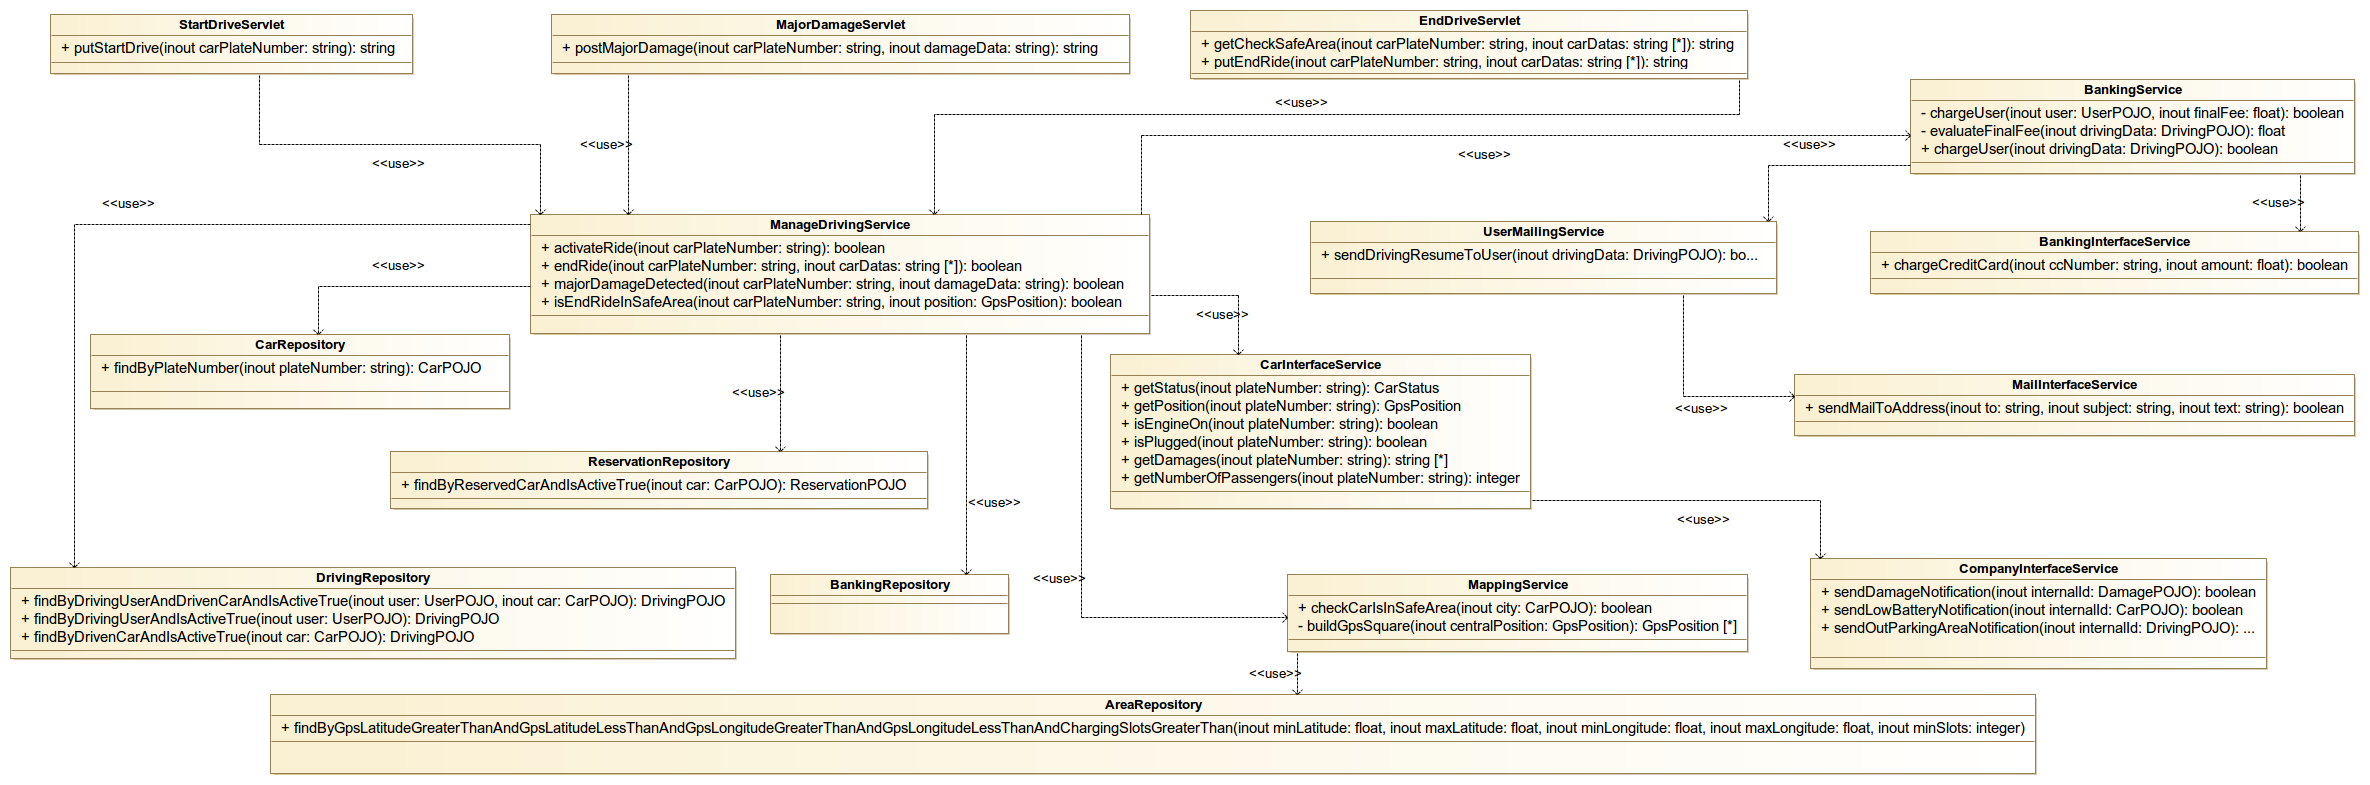 StartDriveServlet
+ putStartDrive(inout carPlateNumber: string): string
MajorDamageServlet
+ postMajorDamage(inout carPlateNumber: string, inout damageData: string): string
EndDriveServlet
+ getCheckSafeArea(inout carPlateNumber: string, inout carDatas: string [*]): string
+ putEndRide(inout carPlateNumber: string, inout carDatas: string [*]): string
BankingService
- chargeUser(inout user: UserPOJO, inout finalFee: float): boolean
- evaluateFinalFee(inout drivingData: DrivingPOJO): float
+ chargeUser(inout drivingData: DrivingPOJO): boolean
<<use>>
<<use>>
<<use>>
<<use>>
<<use>>
<<use>>
<<use>>
ManageDrivingService
+ activateRide(inout carPlateNumber: string): boolean
+ endRide(inout carPlateNumber: string, inout carDatas: string [*]): boolean
+ majorDamageDetected(inout carPlateNumber: string, inout damageData: string): boolean
+ isEndRideInSafeArea(inout carPlateNumber: string, inout position: GpsPosition): boolean
UserMailingService
+ sendDrivingResumeToUser(inout drivingData: DrivingPOJO): bo...
BankingInterfaceService
+ chargeCreditCard(inout ccNumber: string, inout amount: float): boolean
<<use>>
<<use>>
CarRepository
+ findByPlateNumber(inout plateNumber: string): CarPOJO
CarInterfaceService
+ getStatus(inout plateNumber: string): CarStatus
+ getPosition(inout plateNumber: string): GpsPosition
+ isEngineOn(inout plateNumber: string): boolean
+ isPlugged(inout plateNumber: string): boolean
+ getDamages(inout plateNumber: string): string [*]
+ getNumberOfPassengers(inout plateNumber: string): integer
MailInterfaceService
+ sendMailToAddress(inout to: string, inout subject: string, inout text: string): boolean
<<use>>
<<use>>
ReservationRepository
+ findByReservedCarAndIsActiveTrue(inout car: CarPOJO): ReservationPOJO
<<use>>
<<use>>
DrivingRepository
+ findByDrivingUserAndDrivenCarAndIsActiveTrue(inout user: UserPOJO, inout car: CarPOJO): DrivingPOJO
+ findByDrivingUserAndIsActiveTrue(inout user: UserPOJO): DrivingPOJO
+ findByDrivenCarAndIsActiveTrue(inout car: CarPOJO): DrivingPOJO
BankingRepository
<<use>>
MappingService
+ checkCarIsInSafeArea(inout city: CarPOJO): boolean
- buildGpsSquare(inout centralPosition: GpsPosition): GpsPosition [*]
CompanyInterfaceService
+ sendDamageNotification(inout internalId: DamagePOJO): boolean
+ sendLowBatteryNotification(inout internalId: CarPOJO): boolean
+ sendOutParkingAreaNotification(inout internalId: DrivingPOJO): ...
<<use>>
AreaRepository
+ findByGpsLatitudeGreaterThanAndGpsLatitudeLessThanAndGpsLongitudeGreaterThanAndGpsLongitudeLessThanAndChargingSlotsGreaterThan(inout minLatitude: float, inout maxLatitude: float, inout minLongitude: float, inout maxLongitude: float, inout minSlots: integer)